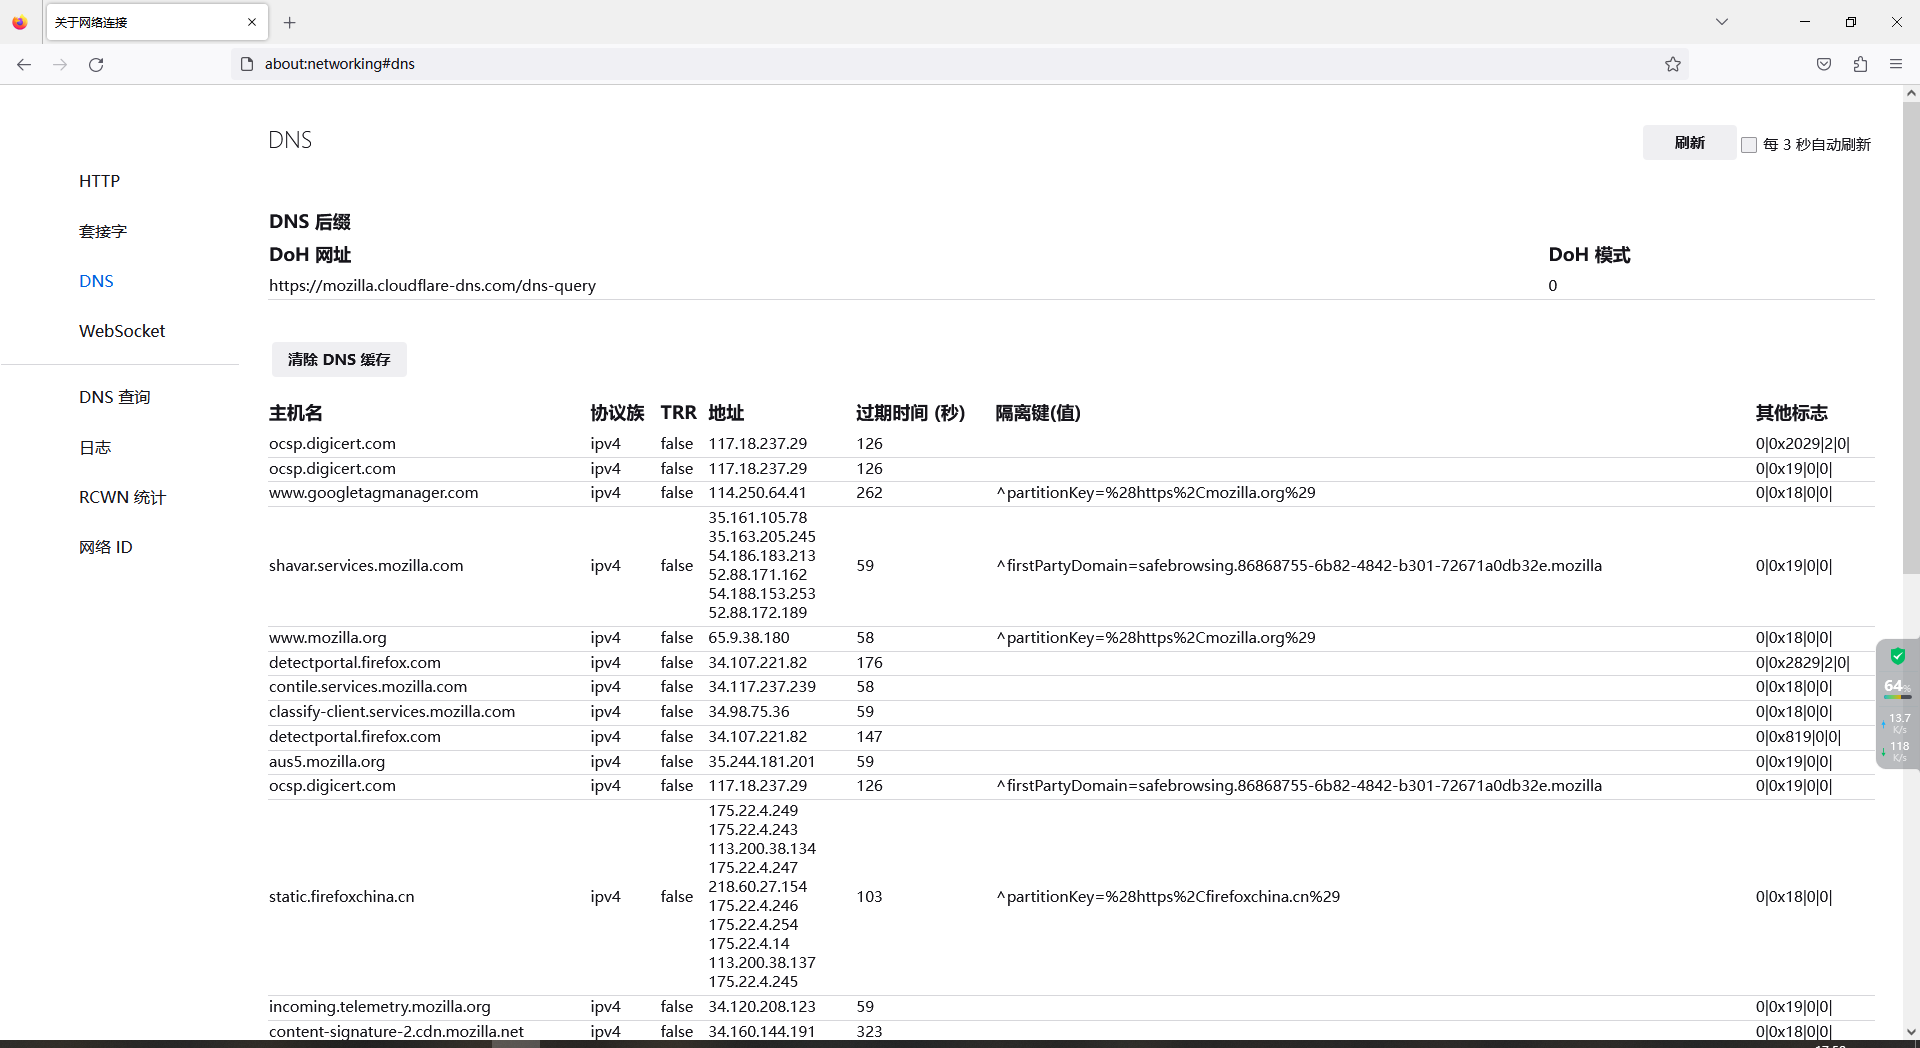 关于网络连接
about:networking#dns
DNS
刷新 每 3 秒自动刷新
HTTP
套接字
DNS
WebSocket
DNS 查询
日志
RCWN 统计
网络 ID
DNS 后缀
DoH 网址 DoH 模式
https://mozilla.cloudflare-dns.com/dns-query 0
清除 DNS 缓存
主机名 协议族 TRR 地址 过期时间 (秒) 隔离键(值) 其他标志
ocsp.digicert.com ipv4 false 117.18.237.29 126 0|0x2029|2|0|
ocsp.digicert.com ipv4 false 117.18.237.29 126 0|0x19|0|0|
www.googletagmanager.com ipv4 false 114.250.64.41 262 ^partitionKey=%28https%2Cmozilla.org%29 0|0x18|0|0|
35.161.105.78
35.163.205.245
54.186.183.213
shavar.services.mozilla.com ipv4 false 52.88.171.162 59 ^firstPartyDomain=safebrowsing.86868755-6b82-4842-b301-72671a0db32e.mozilla 0|0x19|0|0|
54.188.153.253
52.88.172.189
www.mozilla.org ipv4 false 65.9.38.180 58 ^partitionKey=%28https%2Cmozilla.org%29 0|0x18|0|0|
detectportal.firefox.com ipv4 false 34.107.221.82 176 0|0x2829|2|0|
contile.services.mozilla.com ipv4 false 34.117.237.239 58 0|0x18|0|0|
classify-client.services.mozilla.com ipv4 false 34.98.75.36 59 0|0x18|0|0|
detectportal.firefox.com ipv4 false 34.107.221.82 147 0|0x819|0|0|
aus5.mozilla.org ipv4 false 35.244.181.201 59 0|0x19|0|0|
ocsp.digicert.com ipv4 false 117.18.237.29 126 ^firstPartyDomain=safebrowsing.86868755-6b82-4842-b301-72671a0db32e.mozilla 0|0x19|0|0|
175.22.4.249
175.22.4.243
113.200.38.134
175.22.4.247
218.60.27.154
static.firefoxchina.cn ipv4 false 175.22.4.246 103 ^partitionKey=%28https%2Cfirefoxchina.cn%29 0|0x18|0|0|
175.22.4.254
175.22.4.14
113.200.38.137
175.22.4.245
incoming.telemetry.mozilla.org ipv4 false 34.120.208.123 59 0|0x19|0|0|
content-signature-2.cdn.mozilla.net ipv4 false 34.160.144.191 323 0|0x18|0|0|
64%
13.7
K/s
118
K/s